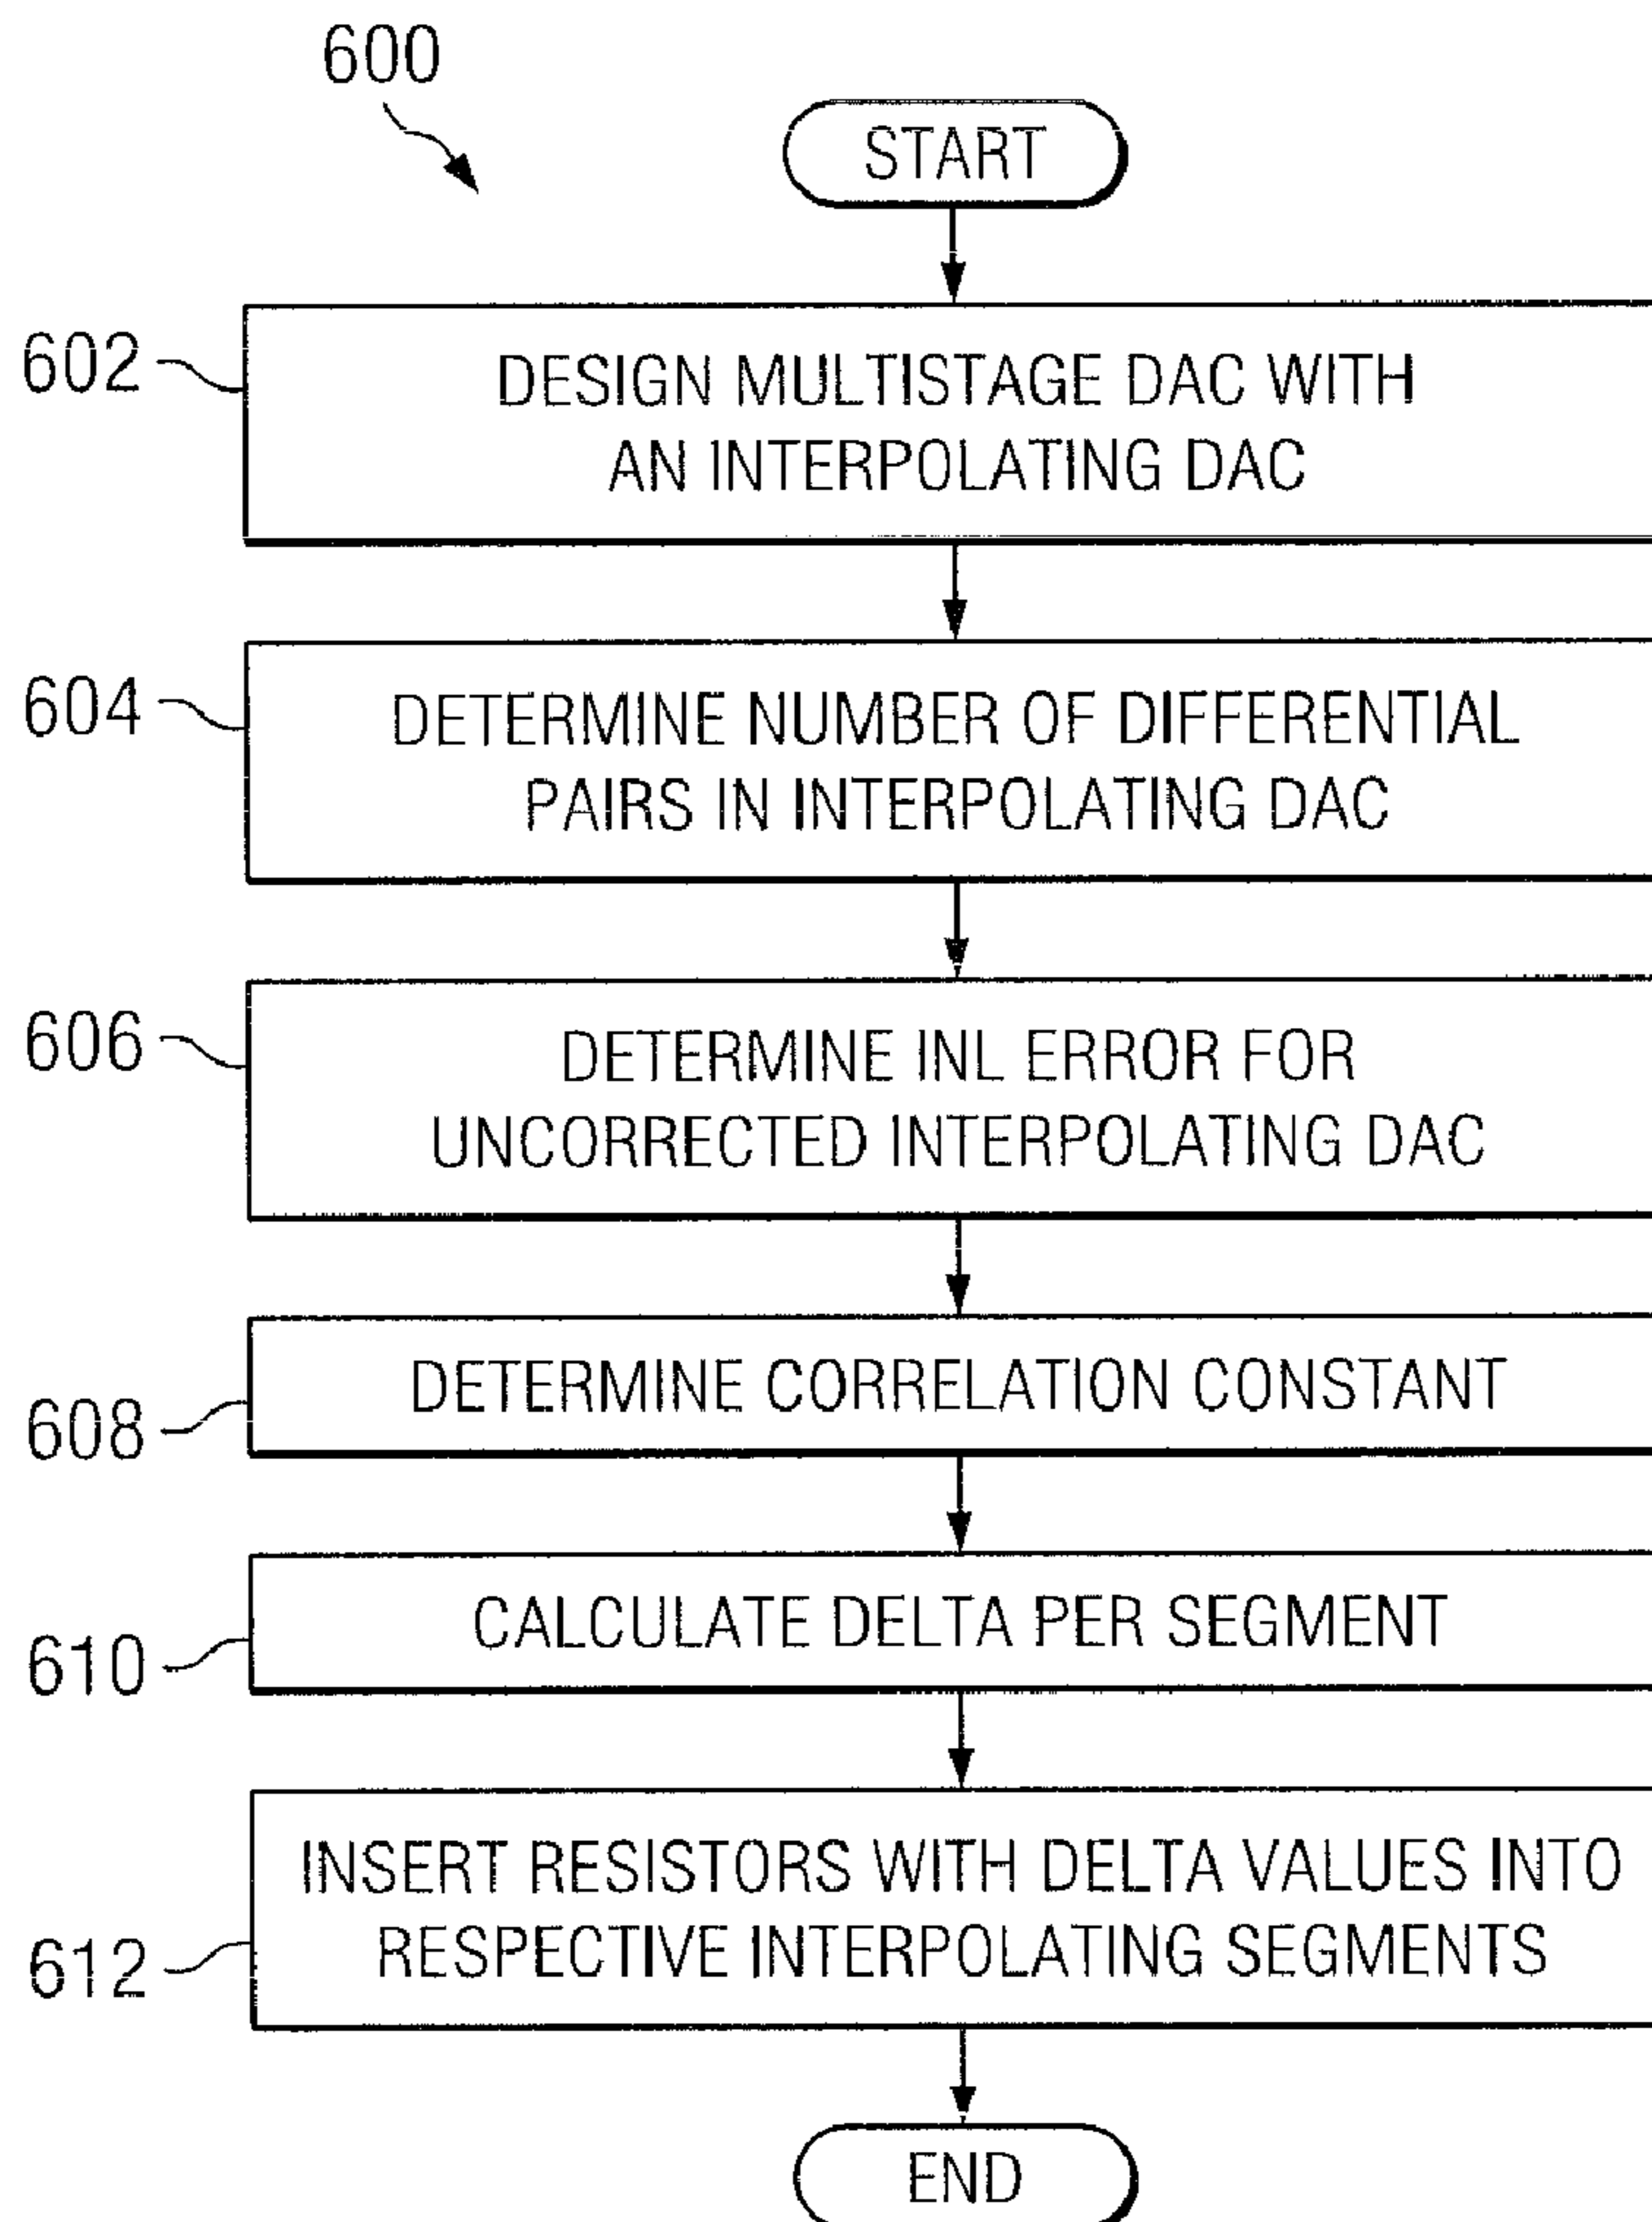 600
START
602
DESIGN MULTISTAGE DAC WITH
AN INTERPOLATING DAC
604
DETERMINE NUMBER OF DIFFERENTIAL
PAIRS IN INTERPOLATING DAC
606
DETERMINE INL ERROR FOR
UNCORRECTED INTERPOLATING DAC
608
DETERMINE CORRELATION CONSTANT
610
CALCULATE DELTA PER SEGMENT
612
INSERT RESISTORS WITH DELTA VALUES INTO
RESPECTIVE INTERPOLATING SEGMENTS
END